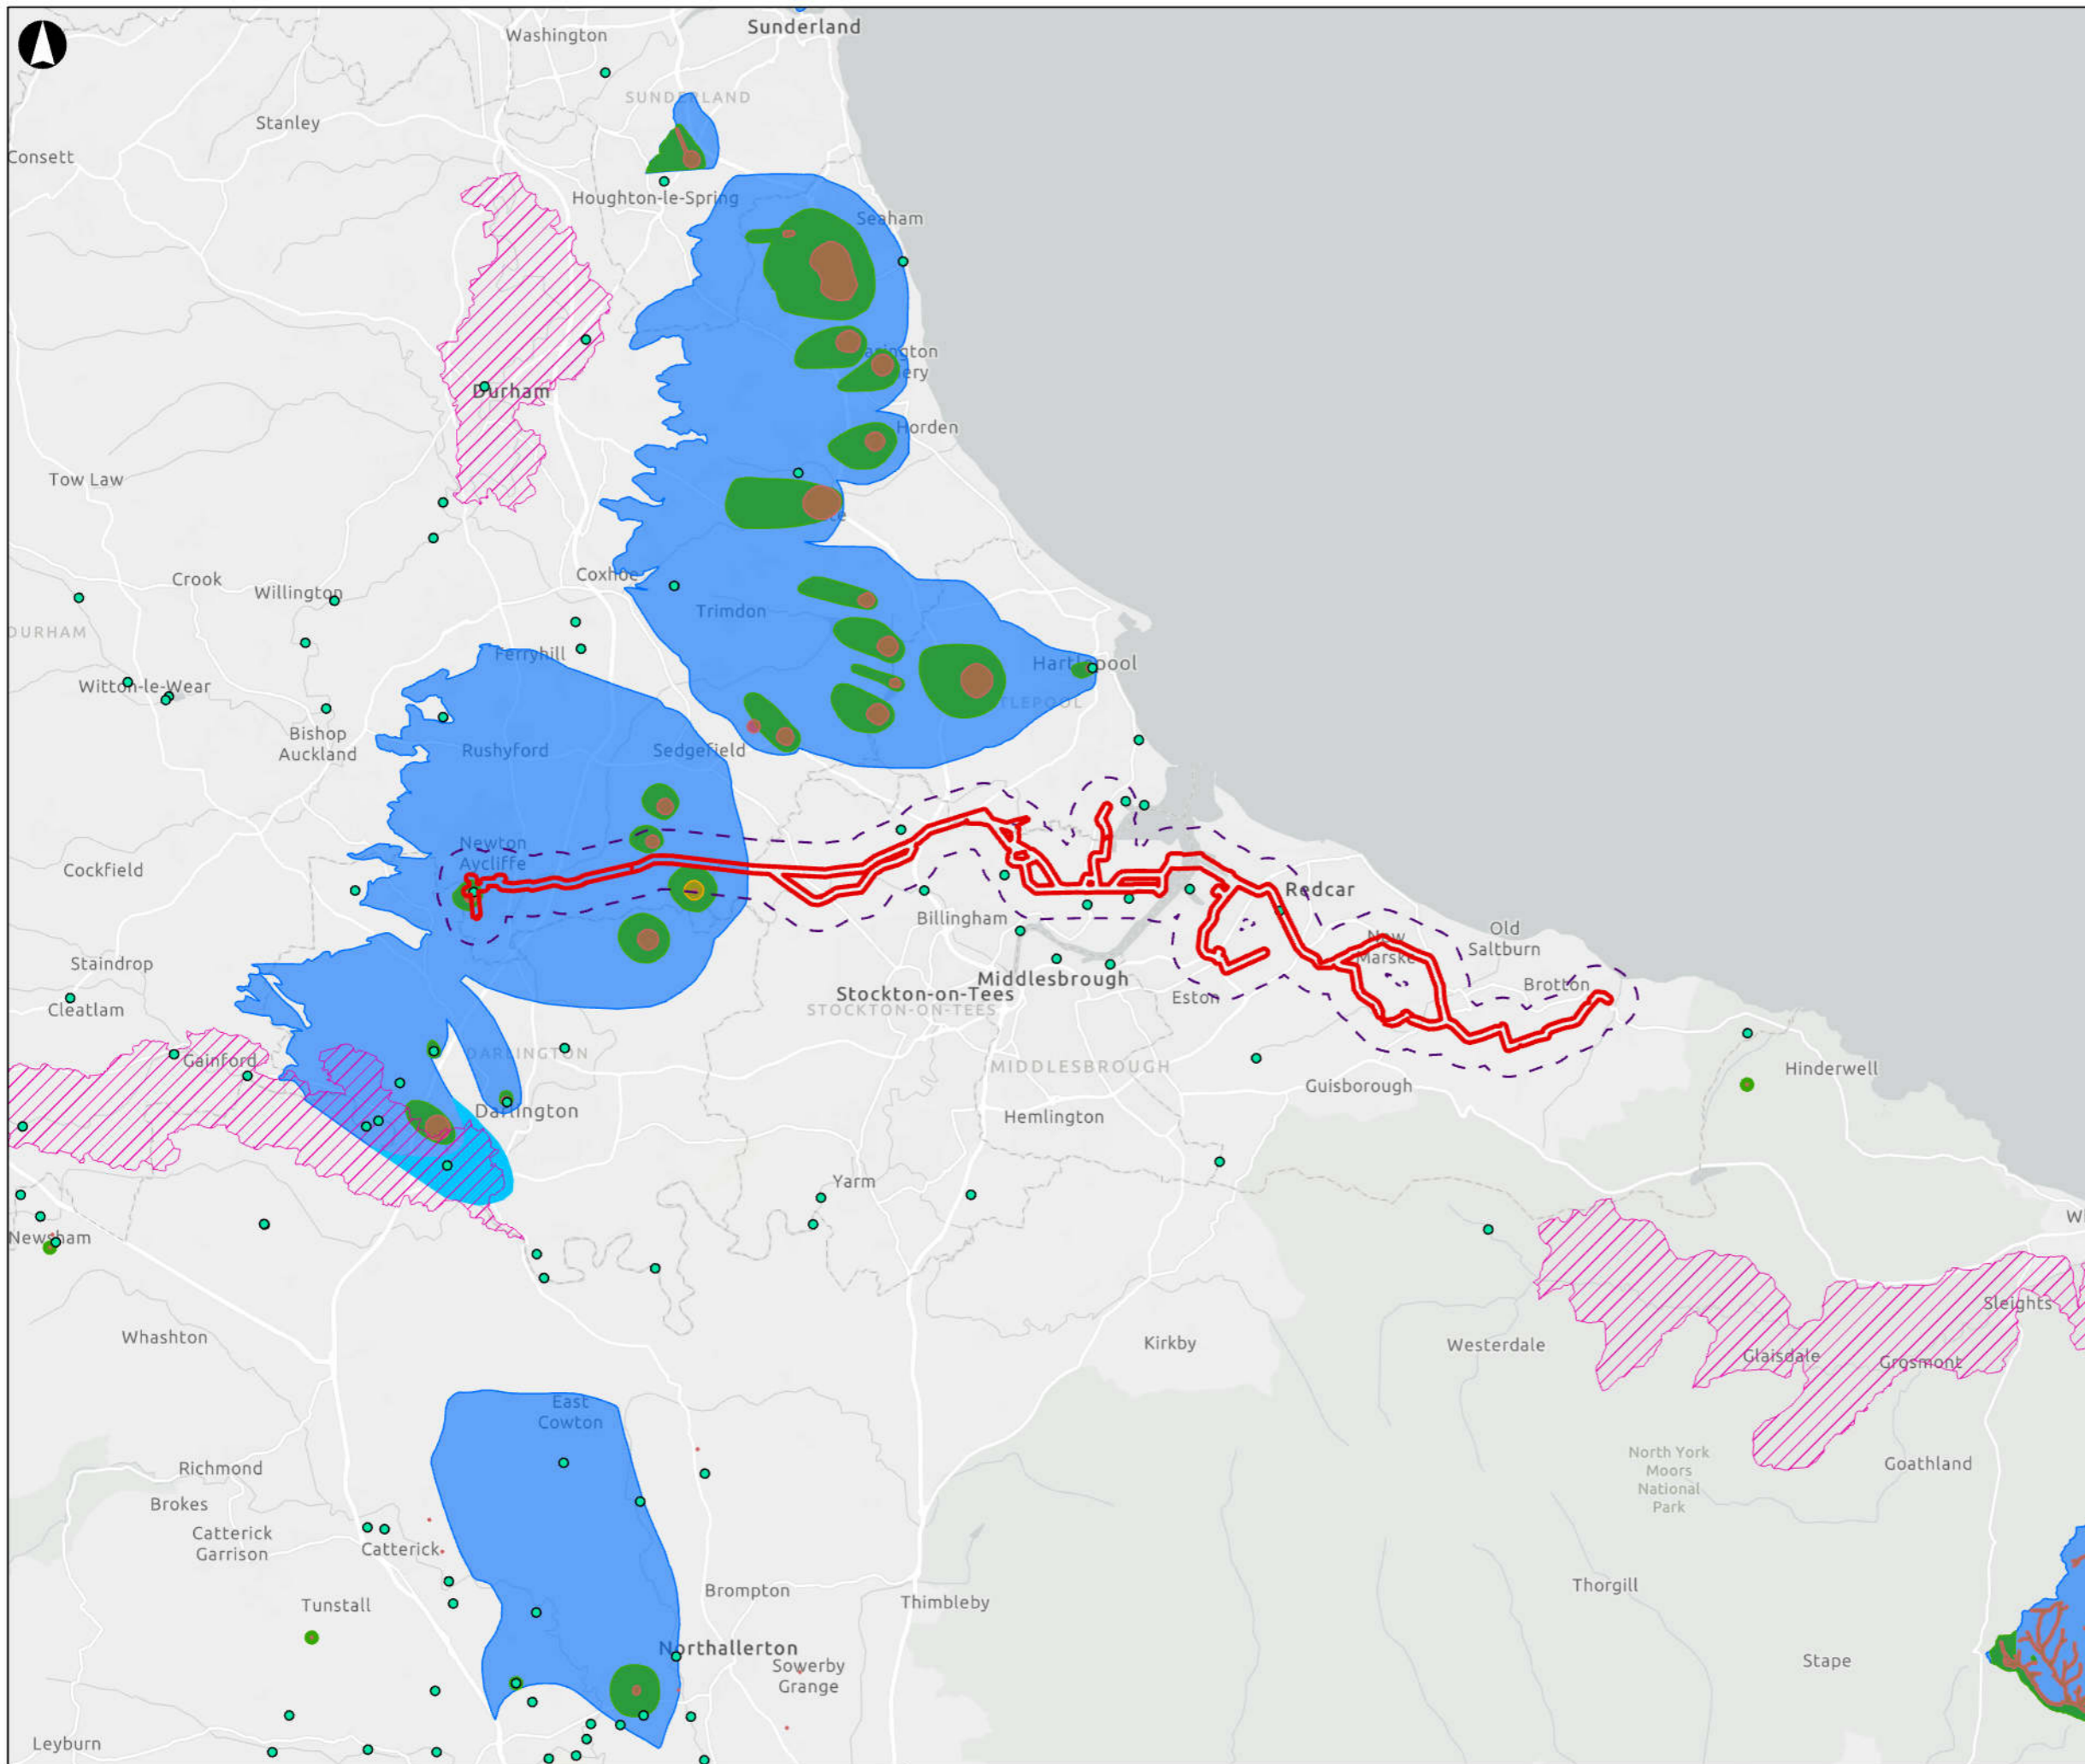 Sunderland
Washington
SUNDERLAND
Stanley
Consett
Houghton-le-Spring
Seaham
Durham
Horden
Tow Law
Coxhoe
Crook
Willington
Trimdon
DURHAM
Ferryhill
Hartlepool
Witton-le-Wear
Bishop
Auckland
Rushyford
Sedgefield
Newton
Aycliffe
Cockfield
Redcar
Billingham
New
Marske
Old
Saltburn
Staindrop
Middlesbrough
Brotton
Stockton-on-Tees
Eston
Cleatlam
STOCKTON-ON-TEES
Gainford
DARLINGTON
MIDDLESBROUGH
Hinderwell
Guisborough
Darlington
Hemlington
Yarm
Newsham
Sleights
Whashton
Kirkby
Westerdale
Glaisdale
Grosmont
East
Cowton
North York
Moors
National
Park
Richmond
Goathland
Brokes
Catterick
Garrison
Catterick
Thorgill
Brompton
Tunstall
Thimbleby
Northallerton
Sowerby
Grange
Stape
Leyburn